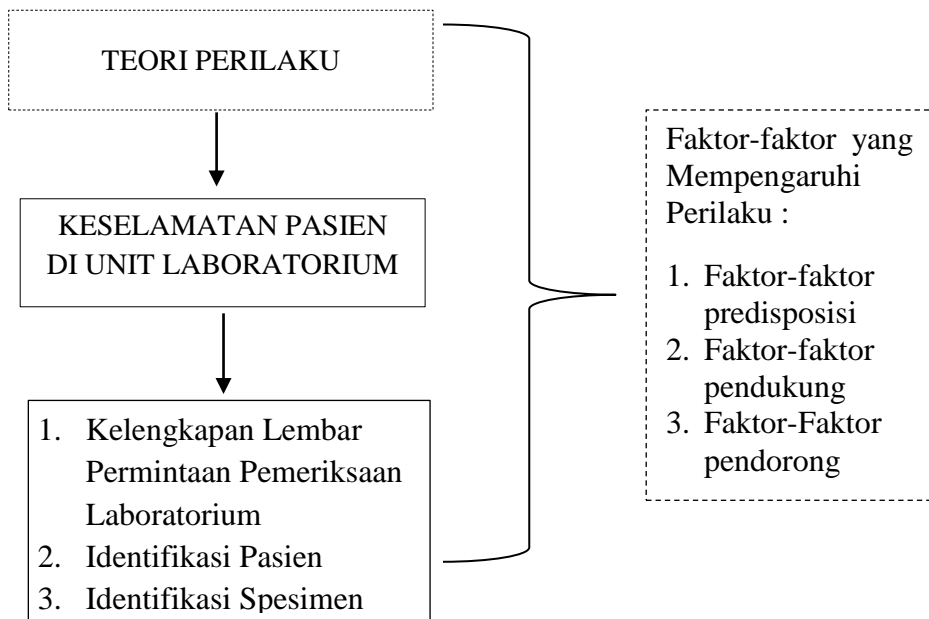 TEORI PERILAKU
KESELAMATAN PASIEN
DI UNIT LABORATORIUM
1. Kelengkapan Lembar
Permintaan Pemeriksaan
Laboratorium
2. Identifikasi Pasien
3. Identifikasi Spesimen
Faktor-faktor yang
Mempengaruhi
Perilaku :
1. Faktor-faktor
predisposisi
2. Faktor-faktor
pendukung
3. Faktor-Faktor
pendorong